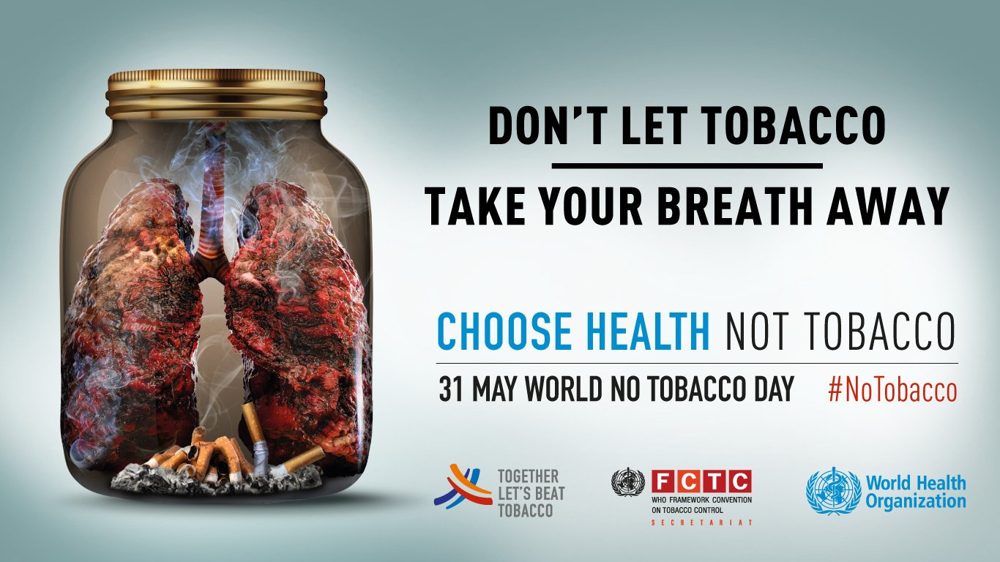 DON'T LET TOBACCO
TAKE YOUR BREATH AWAY
CHOOSE HEALTH NOT TOBACCO
31 MAY WORLD NO TOBACCO DAY #NoTobacco
TOGETHER
LET'S BEAT
TOBACCO
FCTC
WHO FRAMEWORK CONVENTION
ON TOBACCO CONTROL
SECRETARIAT
World Health
Organization